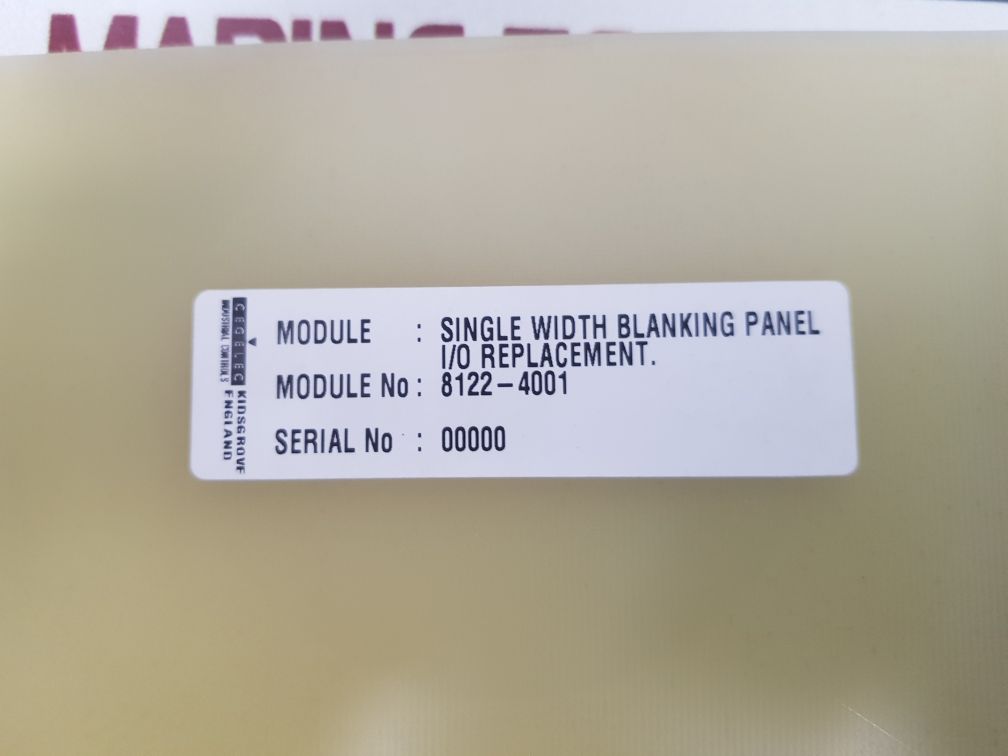 CEGELEC
INDUSTRIAL CONTROLS
KIDSGROVE
ENGLAND
MODULE : SINGLE WIDTH BLANKING PANEL
I/O REPLACEMENT.
MODULE No : 8122-4001
SERIAL No : 00000